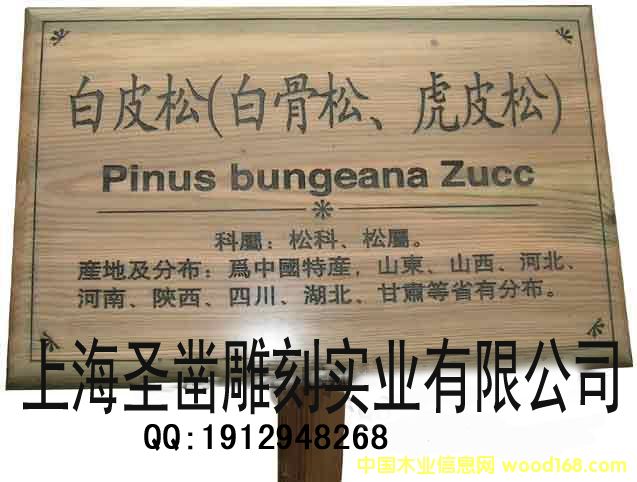 白皮松(白骨松、虎皮松)
Pinus bungeana Zucc
科屬：松科、松屬。
産地及分布：爲中國特産，山東、山西、河北、
河南、陝西、四川、湖北、甘肅等省有分布。
上海圣凿雕刻实业有限公司
QQ:1912948268
中国木业信息网-wood168.com